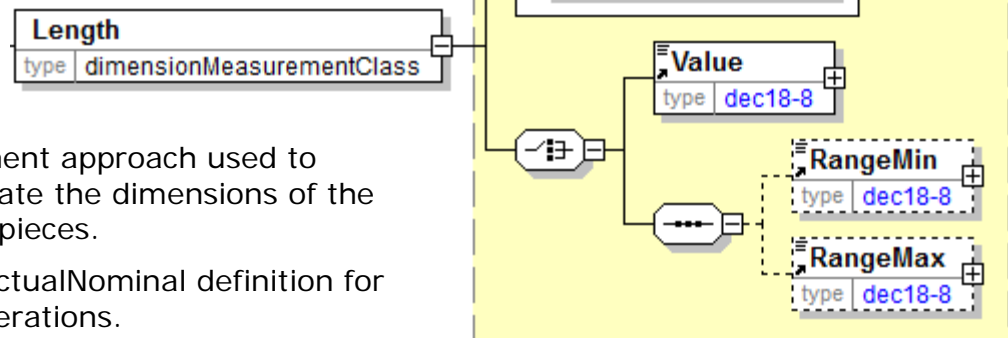 Length
type dimensionMeasurementClass
Value
type dec18-8
RangeMin
type dec18-8
RangeMax
type dec18-8
nent approach used to
ate the dimensions of the
pieces.
ctualNominal definition for
erations.